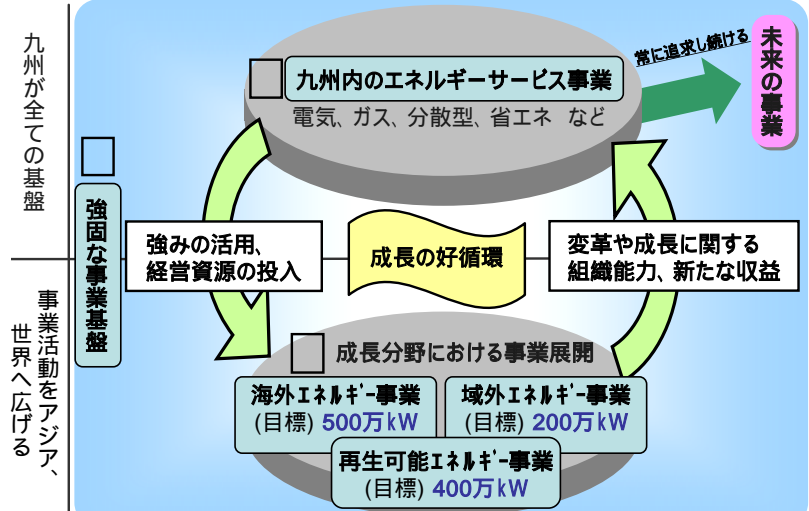 九州が全ての基盤
事業活動をアジア、
世界へ広げる
強固な事業基盤
九州内のエネルギーサービス事業
電気、ガス、分散型、省エネ など
常に追求し続ける
未来の事業
強みの活用、
経営資源の投入
成長の好循環
変革や成長に関する
組織能力、新たな収益
成長分野における事業展開
海外ｴﾈﾙｷﾞｰ事業
(目標) 500万kW
域外ｴﾈﾙｷﾞｰ事業
(目標) 200万kW
再生可能ｴﾈﾙｷﾞｰ事業
(目標) 400万kW